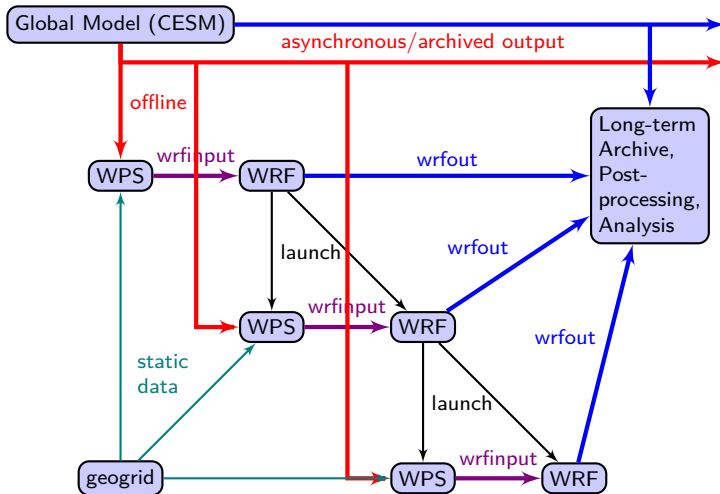 Global Model (CESM)
asynchronous/archived output
offline
Long-term
Archive,
Post-
processing,
Analysis
wrfinput
wrfout
WPS
WRF
launch
wrfout
wrfinput
WPS
WRF
wrfout
static
data
launch
wrfinput
geogrid
WPS
WRF